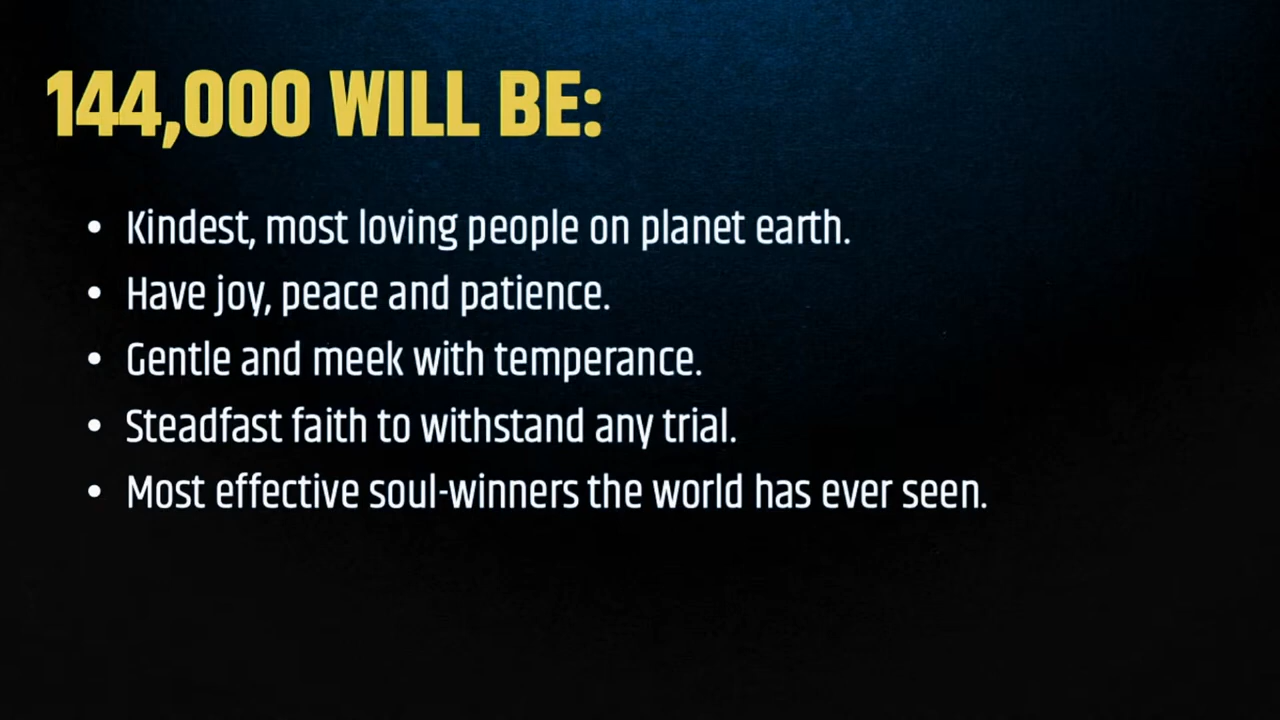 144,000 WILL BE:
• Kindest, most loving people on planet earth.
• Have joy, peace and patience.
• Gentle and meek with temperance.
• Steadfast faith to withstand any trial.
• Most effective soul-winners the world has ever seen.